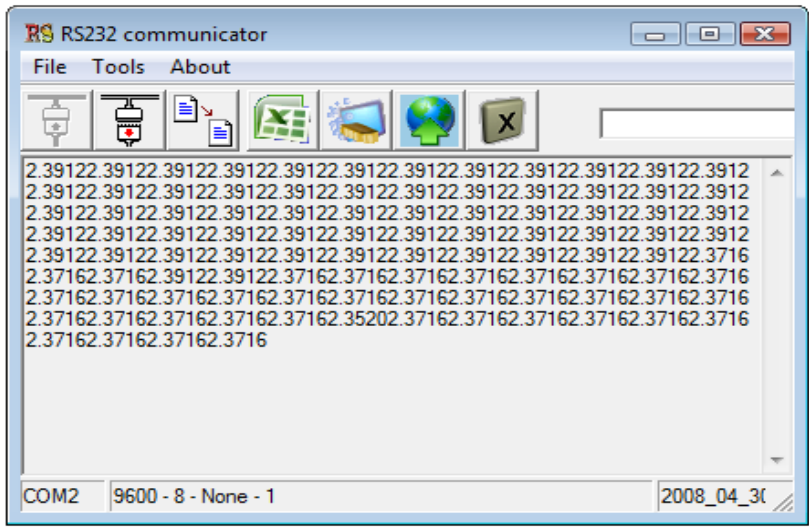 RS RS232 communicator
File Tools About
X
2.39122.39122.39122.39122.39122.39122.39122.39122.39122.39122.39122.3912
2.39122.39122.39122.39122.39122.39122.39122.39122.39122.39122.39122.3912
2.39122.39122.39122.39122.39122.39122.39122.39122.39122.39122.39122.3912
2.39122.39122.39122.39122.39122.39122.39122.39122.39122.39122.39122.3912
2.39122.39122.39122.39122.39122.39122.39122.39122.39122.39122.39122.3716
2.37162.37162.39122.39122.37162.37162.37162.37162.37162.37162.37162.3716
2.37162.37162.37162.37162.37162.37162.37162.37162.37162.37162.37162.3716
2.37162.37162.37162.37162.37162.35202.37162.37162.37162.37162.37162.3716
2.37162.37162.37162.3716
COM2 9600 - 8 - None - 1 2008_04_3(